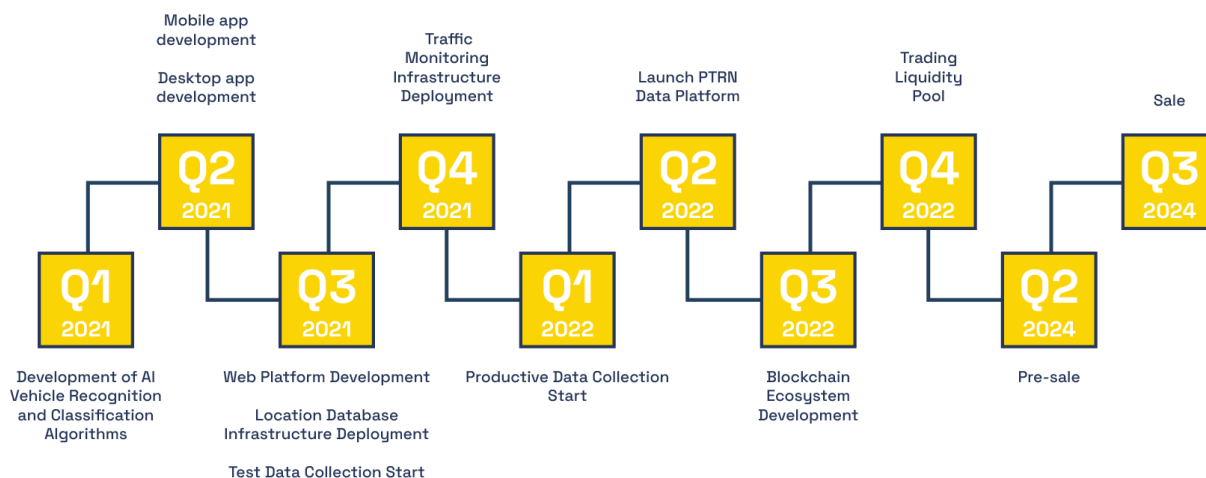 Mobile app
development
Desktop app
development
Traffic
Monitoring
Infrastructure
Deployment
Launch PTRN
Data Platform
Trading
Liquidity
Pool
Sale
Q2
2021
Q4
2021
Q2
2022
Q4
2022
Q3
2024
Q1
2021
Q3
2021
Q1
2022
Q3
2022
Q2
2024
Development of AI
Vehicle Recognition
and Classification
Algorithms
Web Platform Development
Location Database
Infrastructure Deployment
Test Data Collection Start
Productive Data Collection
Start
Blockchain
Ecosystem
Development
Pre-sale